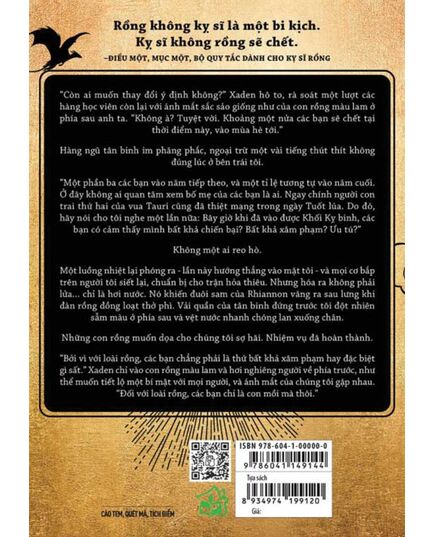 Rồng không kỵ sĩ là một bi kịch.
Kỵ sĩ không rồng sẽ chết.
–ĐIỀU MỘT, MỤC MỘT, BỘ QUY TẮC DÀNH CHO KỴ SĨ RỒNG
“Còn ai muốn thay đổi ý định không?” Xaden hô to, rà soát một lượt các
hàng học viên còn lại với ánh mắt sắc sảo giống như của con rồng màu lam ở
phía sau anh ta. “Không à? Tuyệt vời. Khoảng một nửa các bạn sẽ chết tại
thời điểm này, vào mùa hè tới.”
Hàng ngũ tân binh im phăng phắc, ngoại trừ một vài tiếng thút thít không
đúng lúc ở bên trái tôi.
“Một phần ba các bạn vào năm tiếp theo, và một tỉ lệ tương tự vào năm cuối.
Ở đây không ai quan tâm xem bố mẹ của các bạn là ai. Ngay chính người con
trai thứ hai của vua Tauri cũng đã thiệt mạng trong ngày Tuốt lúa. Do đó,
hãy nói cho tôi nghe một lần nữa: Bây giờ khi đã vào được Khối Kỵ binh, các
bạn có cảm thấy mình bất khả chiến bại? Bất khả xâm phạm? Ưu tú?”
Không một ai reo hò.
Một luồng nhiệt lại phóng ra - lần này hướng thẳng vào mặt tôi - và mọi cơ bắp
trên người tôi siết lại, chuẩn bị cho trận hỏa thiêu. Nhưng hóa ra không phải
lửa... chỉ là hơi nước. Nó khiến đuôi sam của Rhiannon văng ra sau lưng khi
đàn rồng đồng loạt thở phì. Vải quần của tân binh đứng trước tôi đột nhiên
sẫm màu ở phía sau và vệt nước nhanh chóng lan xuống chân.
Những con rồng muốn dọa cho chúng tôi sợ hãi. Nhiệm vụ đã hoàn thành.
“Bởi vì với loài rồng, các bạn chẳng phải là thứ bất khả xâm phạm hay đặc biệt
gì sất.” Xaden chỉ vào con rồng màu lam và hơi nghiêng người về phía trước, như
thể muốn tiết lộ một bí mật với mọi người, và ánh mắt của chúng tôi gặp nhau.
“Đối với loài rồng, các bạn chỉ là con mồi mà thôi.”
CÀO TEM, QUÉT MÃ, TÍCH ĐIỂM
ISBN 978-604-1-00000-0
9 786041 149144
Tựa sách
8 934974 199120
Giá: